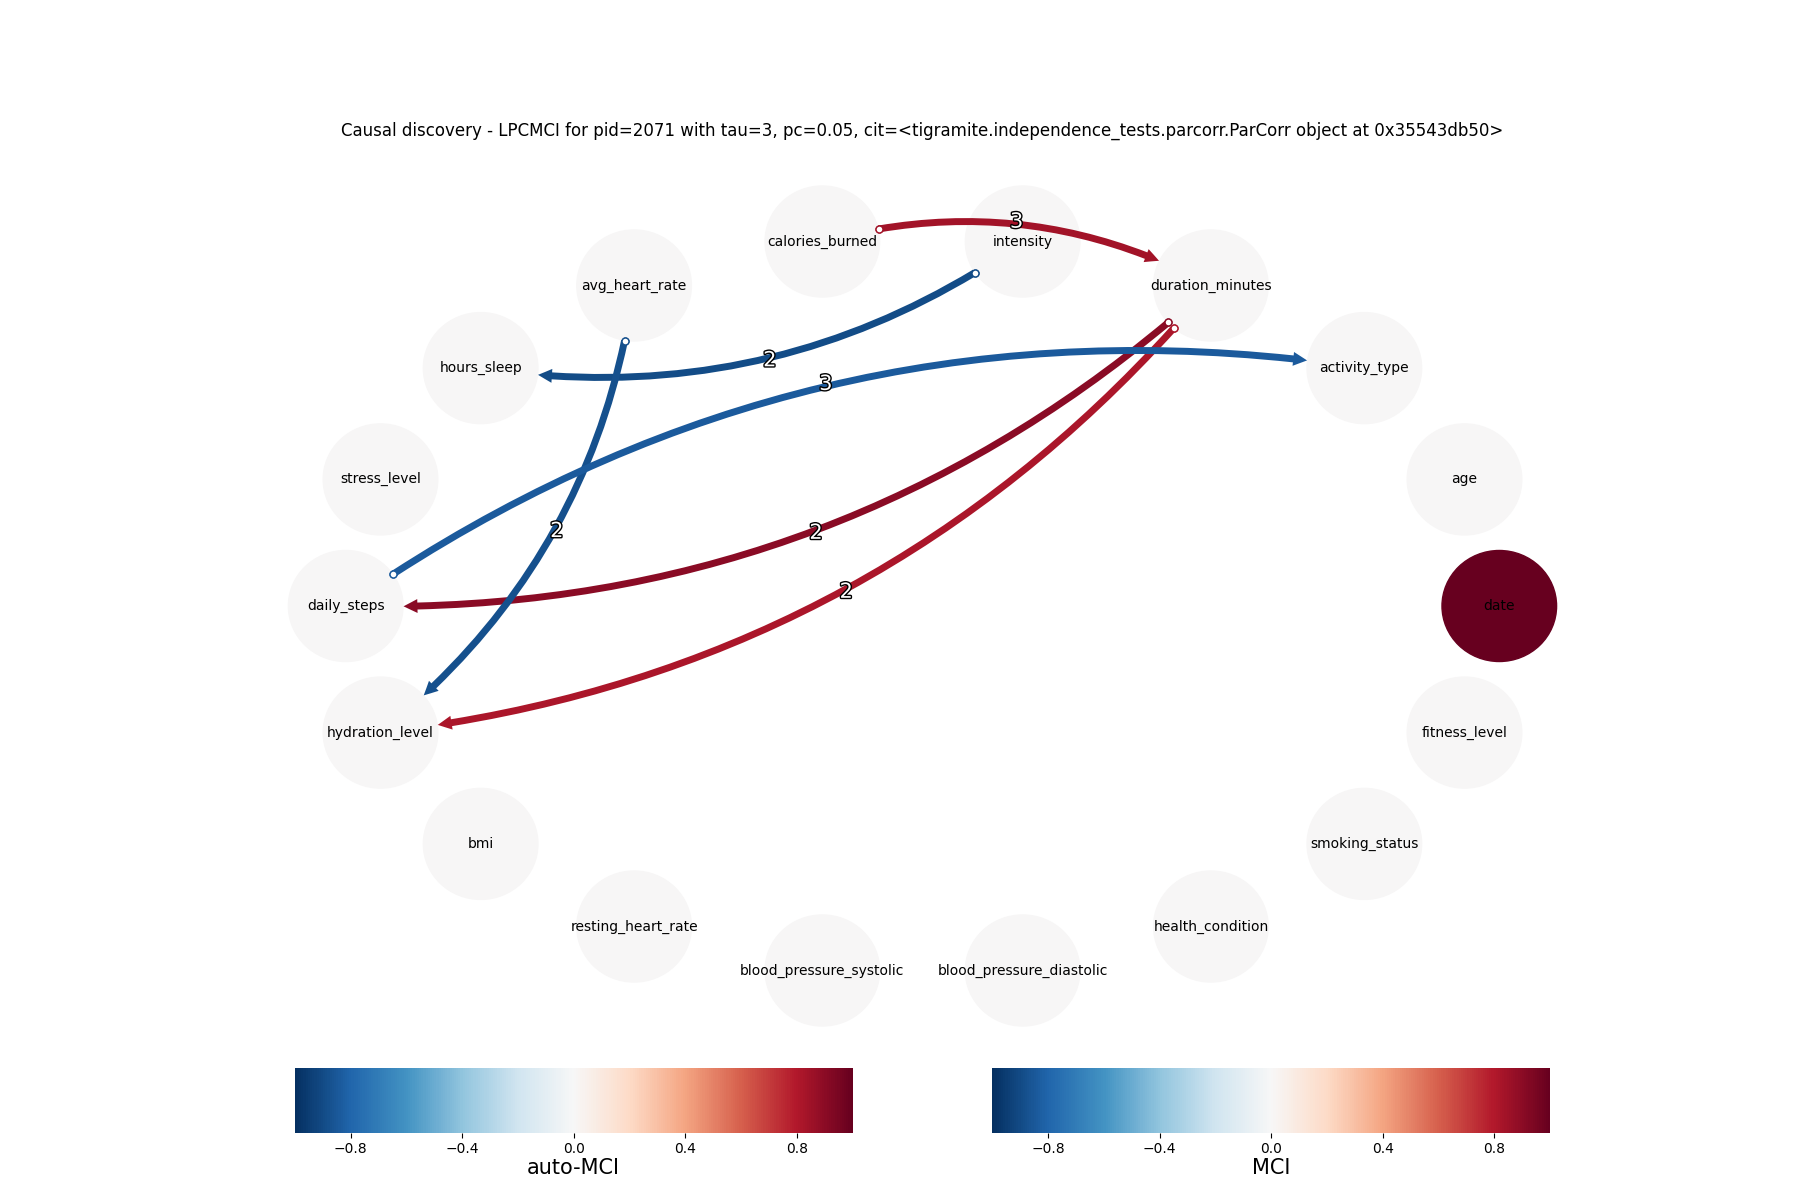 Causal discovery - LPCMCI for pid=2071 with tau=3, pc=0.05, cit=<tigramite.independence_tests.parcorr.ParCorr object at 0x35543db50>
3
calories_burned
intensity
avg_heart_rate
duration_minutes
2
hours_sleep
activity_type
3
stress_level
age
2
2
2
daily_steps
date
hydration_level
fitness_level
bmi
smoking_status
resting_heart_rate
health_condition
blood_pressure_systolic
blood_pressure_diastolic
−0.8 −0.4 0.0 0.4 0.8
auto-MCI
−0.8 −0.4 0.0 0.4 0.8
MCI